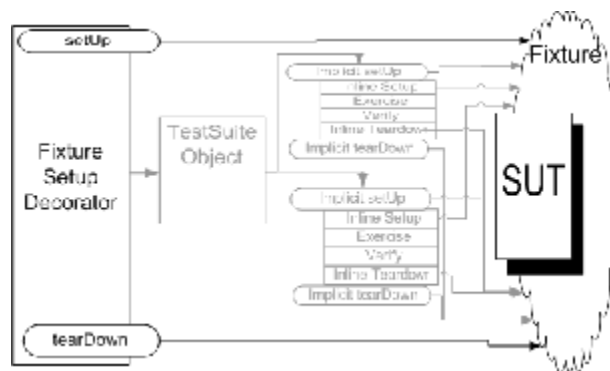 setUp
Fixture
Setup
Decorator
tearDown
TestSuite
Object
Implicit setUp
Inline Setup
Exercise
Verify
Inline Teardown
Implicit tearDown
Implicit setUp
Inline Setup
Exercise
Verify
Inline Teardown
Implicit tearDown
Fixture
SUT